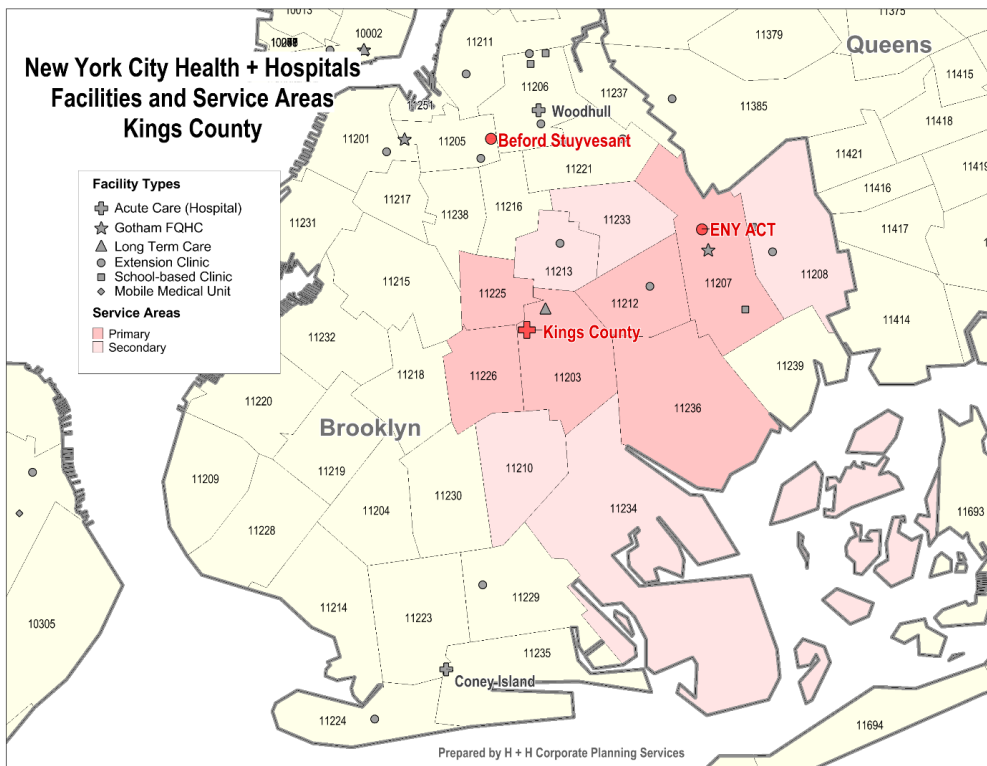 10013
10002
11211
11375
11379
Queens
11415
New York City Health + Hospitals
Facilities and Service Areas
Kings County
11206
11237
11385
11251
Woodhull
11418
11201
11205
Beford Stuyvesant
11421
11419
11221
11416
Facility Types
Acute Care (Hospital)
Gotham FQHC
Long Term Care
Extension Clinic
School-based Clinic
Mobile Medical Unit
Service Areas
Primary
Secondary
11217
11238
11216
11233
11231
ENY ACT
11417
11213
11208
11215
11225
11212
11207
11414
Kings County
11232
11239
11218
11226
11203
11220
11236
Brooklyn
11219
11210
11209
11230
11204
11234
11228
11693
11214
11223
11229
10305
11235
Coney Island
11224
11694
Prepared by H + H Corporate Planning Services